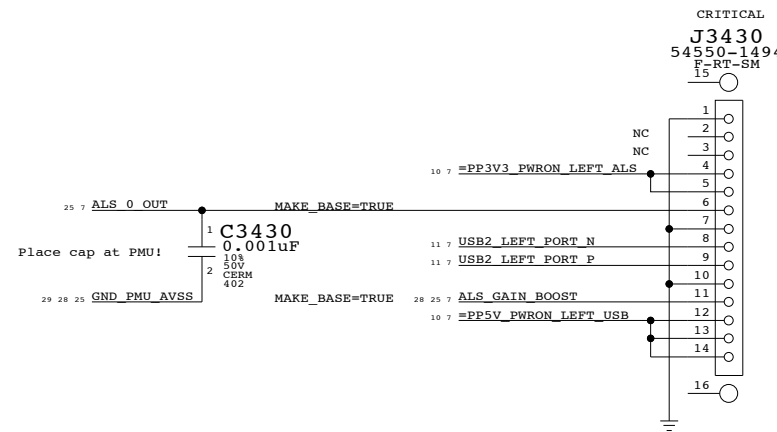 CRITICAL
J3430
54550-1494
F-RT-SM
15
1
NC 2
NC 3
10 7 =PP3V3_PWRON_LEFT_ALS 4
5
25 7 ALS_0_OUT MAKE_BASE=TRUE 6
1 C3430 7
0.001uF 11 7 USB2_LEFT_PORT_N 8
Place cap at PMU! 10%
50V 11 7 USB2_LEFT_PORT_P 9
2 CERM
402 10
29 28 25 GND_PMU_AVSS MAKE_BASE=TRUE 28 25 7 ALS_GAIN_BOOST 11
10 7 =PP5V_PWRON_LEFT_USB 12
13
14
16